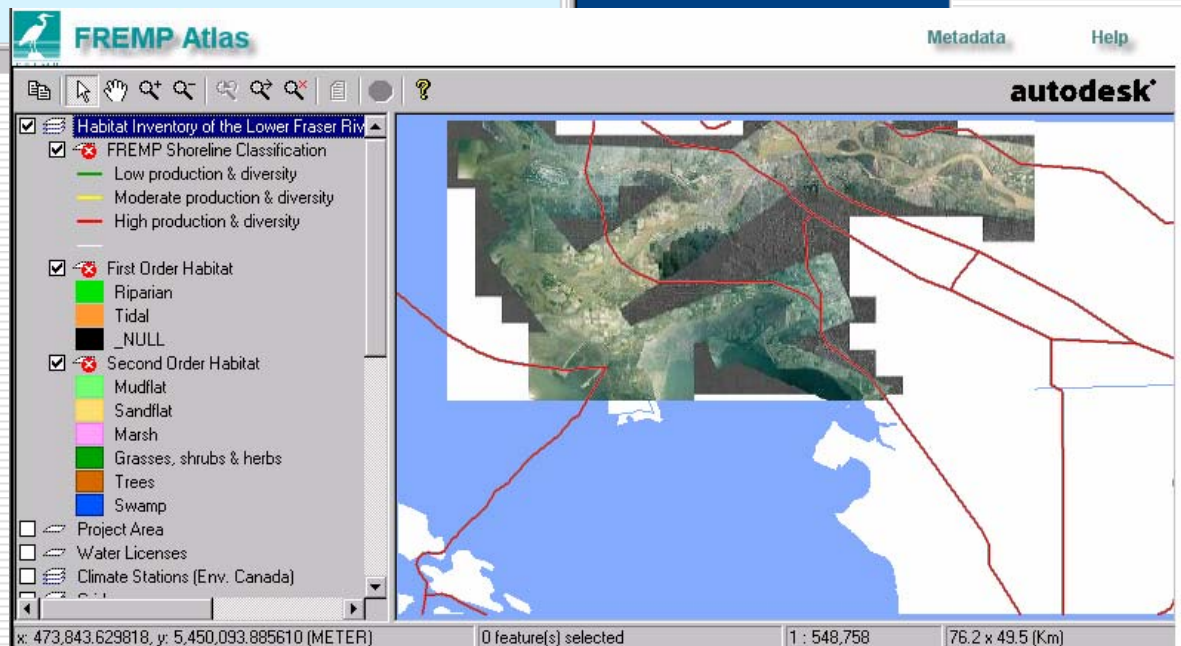 FREMP Atlas
Metadata Help
autodesk
Habitat Inventory of the Lower Fraser Riv
FREMP Shoreline Classification
Low production & diversity
Moderate production & diversity
High production & diversity
First Order Habitat
Riparian
Tidal
_NULL
Second Order Habitat
Mudflat
Sandflat
Marsh
Grasses, shrubs & herbs
Trees
Swamp
Project Area
Water Licenses
Climate Stations (Env. Canada)
x: 473,843.629818, y: 5,450,093.885610 (METER) 0 feature(s) selected 1 : 548,758 76.2 x 49.5 (Km)